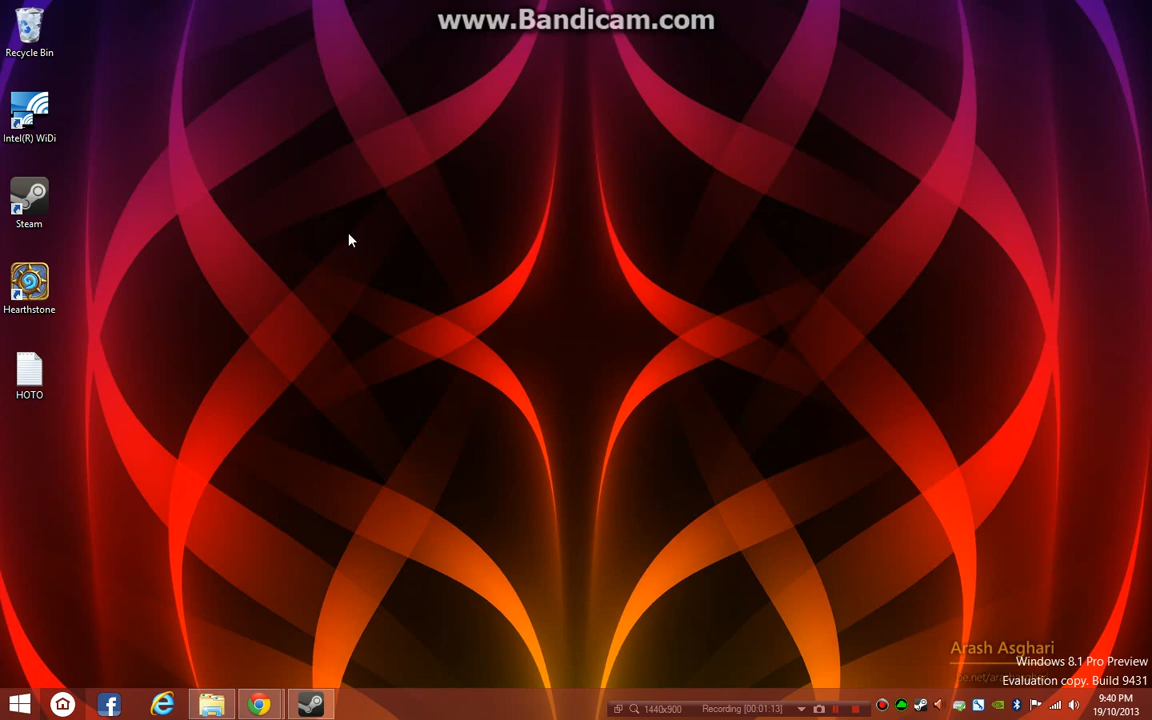 www.Bandicam.com
Recycle Bin
Intel(R) WiDi
Steam
Hearthstone
HOTO
Arash Asghari
Windows 8.1 Pro Preview
Evaluation copy. Build 9431
1440x900
Recording [00:01:13]
9:40 PM
19/10/2013